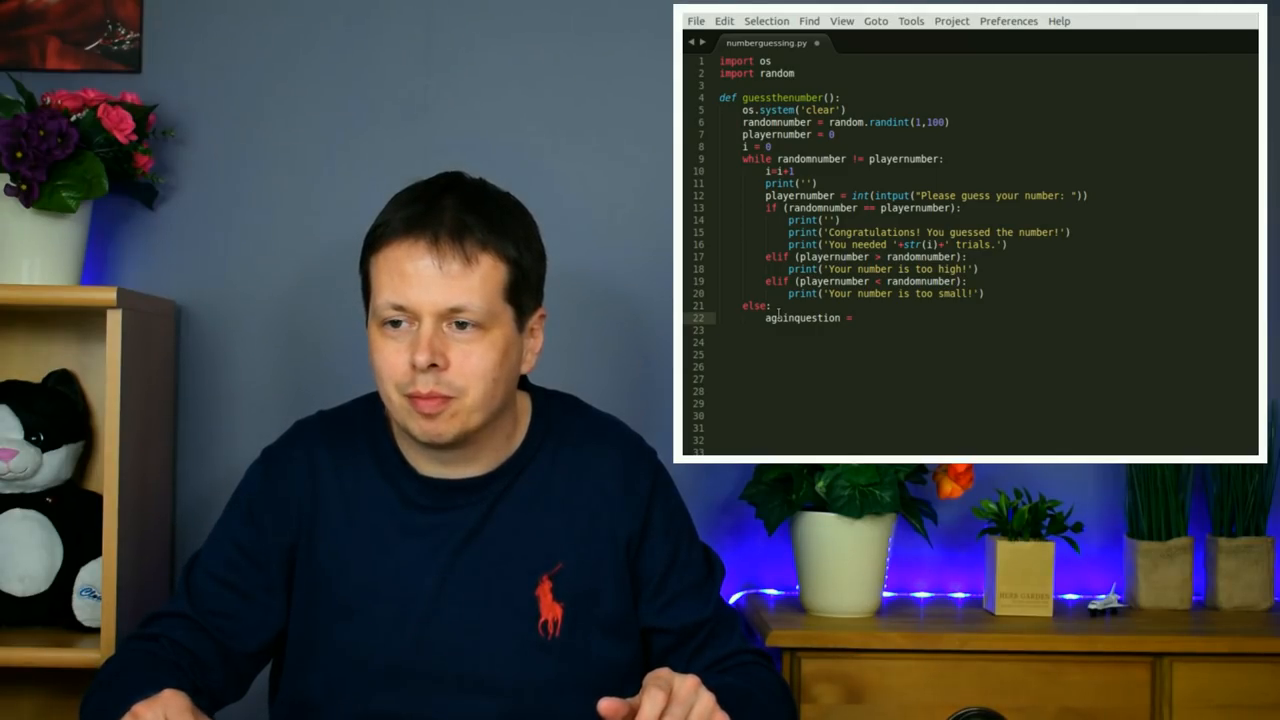 File Edit Selection Find View Goto Tools Project Preferences Help
numberguessing.py
1 import os
2 import random
3
4 def guessthenumber():
5 os.system('clear')
6 randomnumber = random.randint(1,100)
7 playernumber = 0
8 i = 0
9 while randomnumber != playernumber:
10 i=i+1
11 print('')
12 playernumber = int(intput("Please guess your number: "))
13 if (randomnumber == playernumber):
14 print('')
15 print('Congratulations! You guessed the number!')
16 print('You needed '+str(i)+' trials.')
17 elif (playernumber > randomnumber):
18 print('Your number is too high!')
19 elif (playernumber < randomnumber):
20 print('Your number is too small!')
21 else:
22 againquestion =
23
24
25
26
27
28
29
30
31
32
33
HERB GARDEN